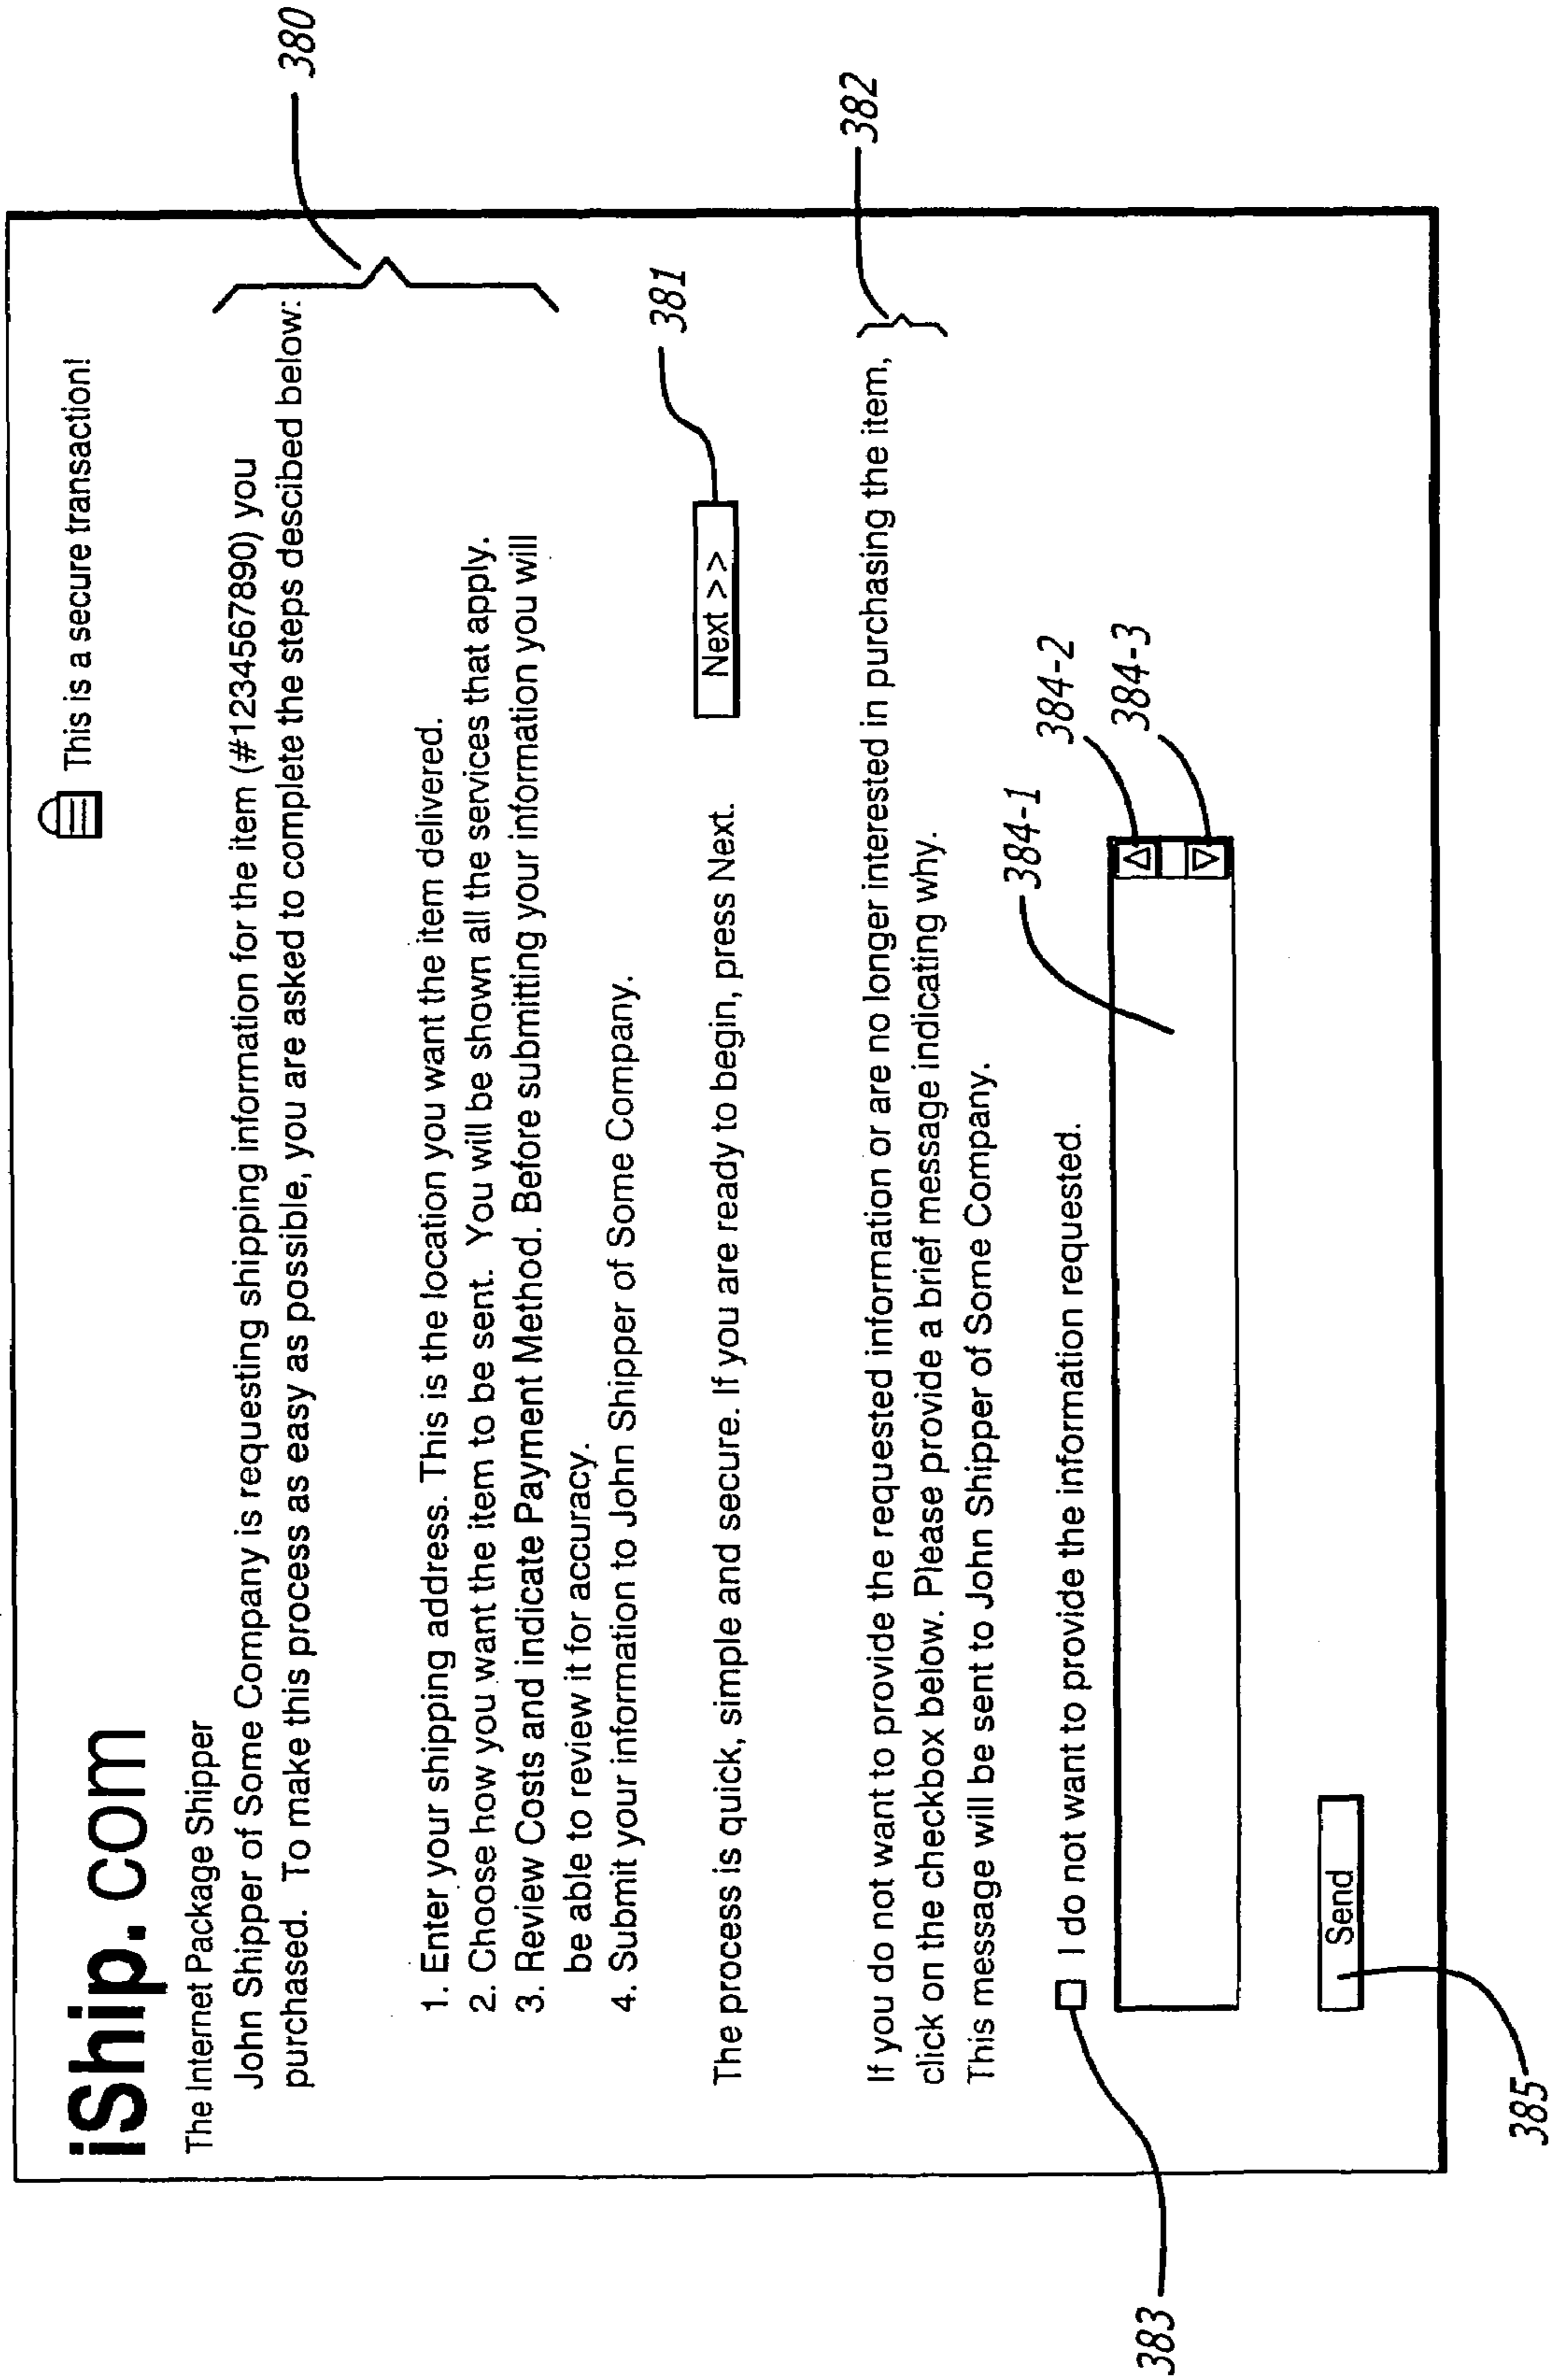 iShip.com
This is a secure transaction!
The Internet Package Shipper
John Shipper of Some Company is requesting shipping information for the item (#1234567890) you
purchased. To make this process as easy as possible, you are asked to complete the steps descibed below:
380
1. Enter your shipping address. This is the location you want the item delivered.
2. Choose how you want the item to be sent. You will be shown all the services that apply.
3. Review Costs and indicate Payment Method. Before submitting your information you will
be able to review it for accuracy.
4. Submit your information to John Shipper of Some Company.
381
The process is quick, simple and secure. If you are ready to begin, press Next.
Next >>
382
If you do not want to provide the requested information or are no longer interested in purchasing the item,
click on the checkbox below. Please provide a brief message indicating why.
This message will be sent to John Shipper of Some Company.
383
I do not want to provide the information requested.
384-1
384-2
384-3
Send
385